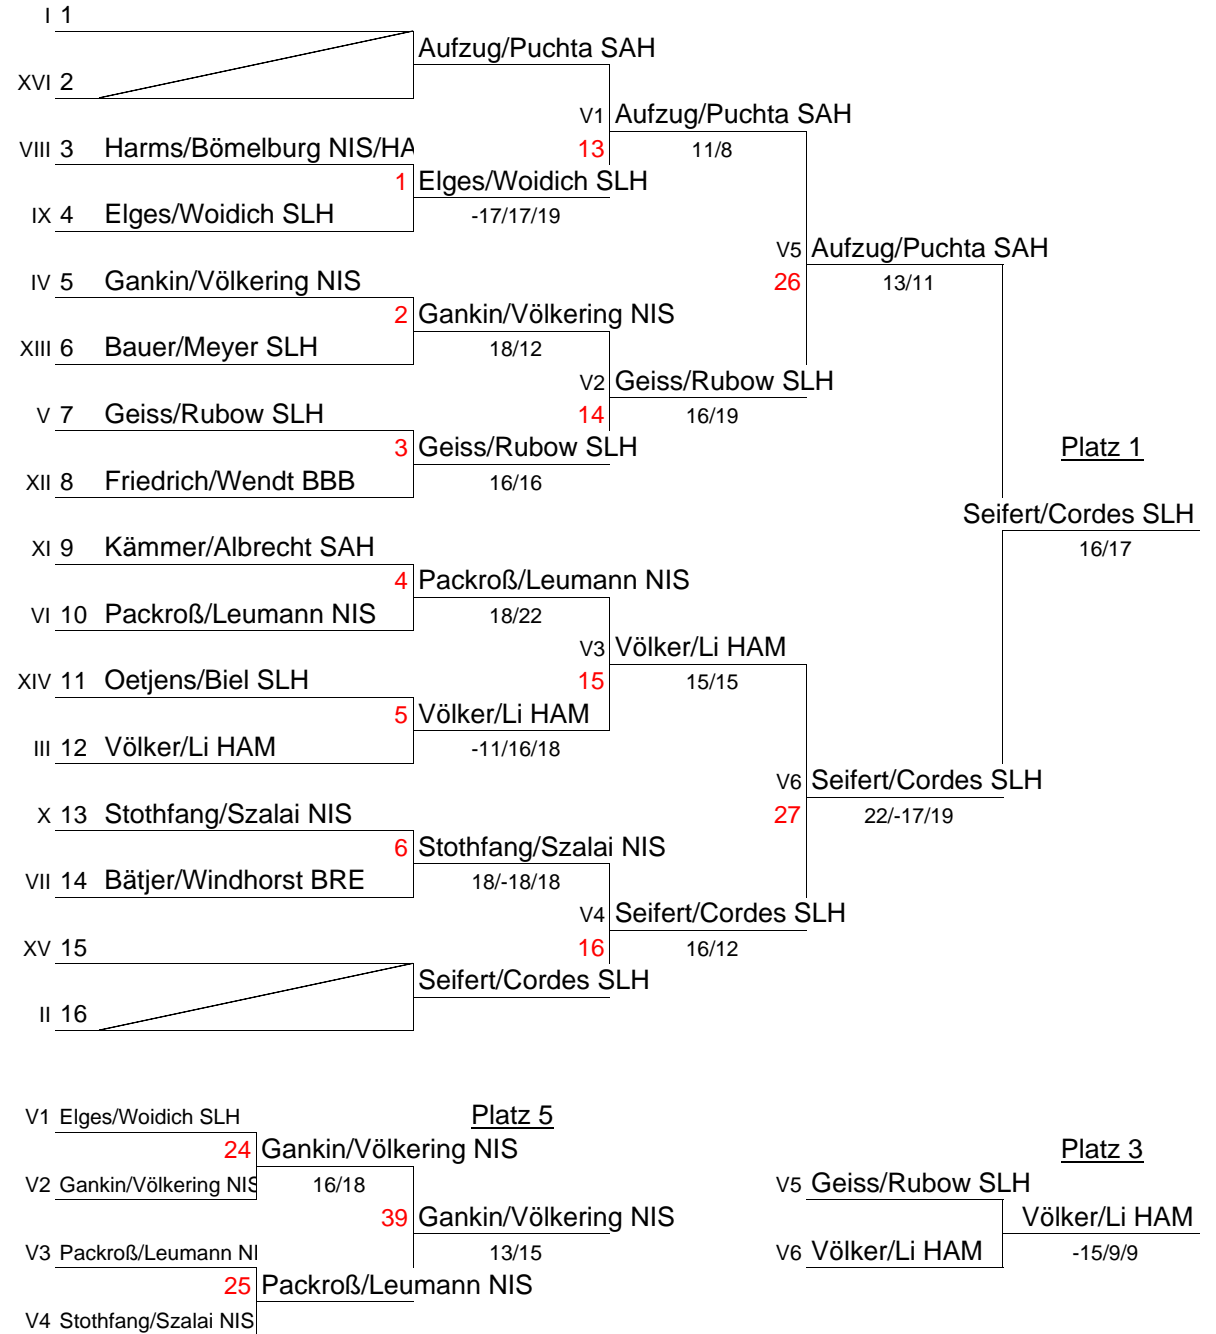 I 1
Aufzug/Puchta SAH
XVI 2
V1 Aufzug/Puchta SAH
VIII 3 Harms/Bömelburg NIS/HA 13 11/8
1 Elges/Woidich SLH
IX 4 Elges/Woidich SLH -17/17/19
V5 Aufzug/Puchta SAH
IV 5 Gankin/Völkering NIS 26 13/11
2 Gankin/Völkering NIS
XIII 6 Bauer/Meyer SLH 18/12
V2 Geiss/Rubow SLH
V 7 Geiss/Rubow SLH 14 16/19
3 Geiss/Rubow SLH Platz 1
XII 8 Friedrich/Wendt BBB 16/16
Seifert/Cordes SLH
XI 9 Kämmer/Albrecht SAH 16/17
4 Packroß/Leumann NIS
VI 10 Packroß/Leumann NIS 18/22
V3 Völker/Li HAM
XIV 11 Oetjens/Biel SLH 15 15/15
5 Völker/Li HAM
III 12 Völker/Li HAM -11/16/18
V6 Seifert/Cordes SLH
X 13 Stothfang/Szalai NIS 27 22/-17/19
6 Stothfang/Szalai NIS
VII 14 Bätjer/Windhorst BRE 18/-18/18
V4 Seifert/Cordes SLH
XV 15 16 16/12
Seifert/Cordes SLH
II 16
V1 Elges/Woidich SLH Platz 5
24 Gankin/Völkering NIS Platz 3
V2 Gankin/Völkering NIS 16/18 V5 Geiss/Rubow SLH
39 Gankin/Völkering NIS Völker/Li HAM
V3 Packroß/Leumann NI 13/15 V6 Völker/Li HAM -15/9/9
25 Packroß/Leumann NIS
V4 Stothfang/Szalai NIS